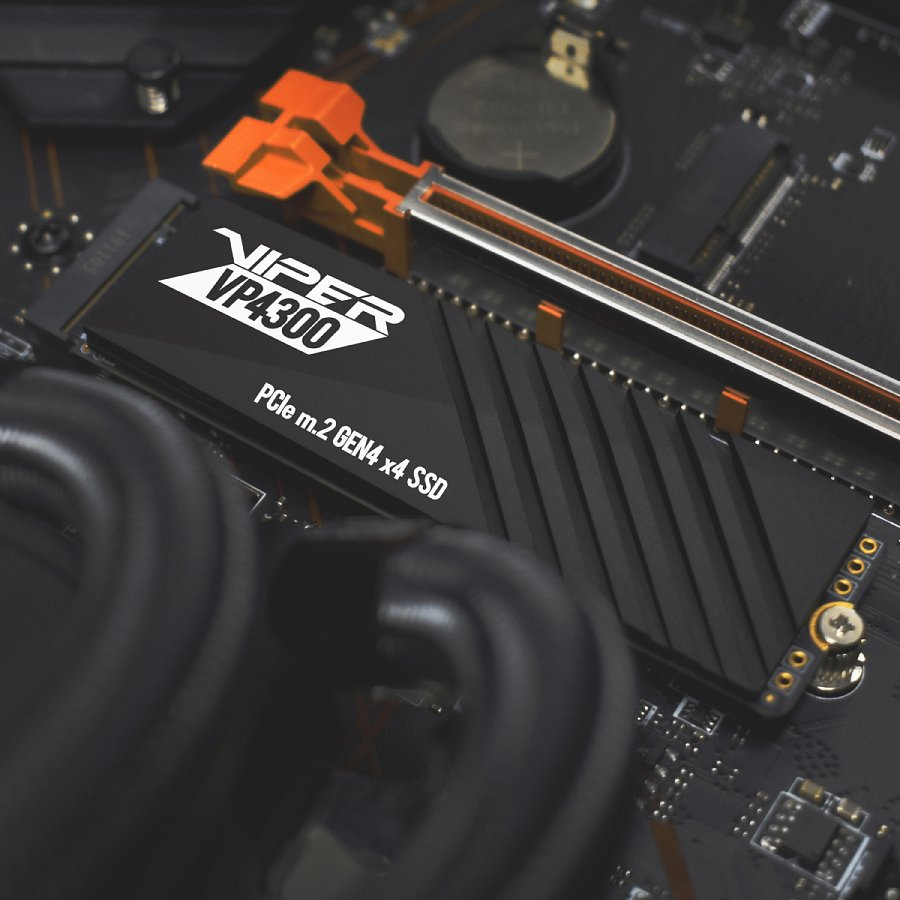 VIPER
VP4300
PCIe m.2 GEN4 x4 SSD